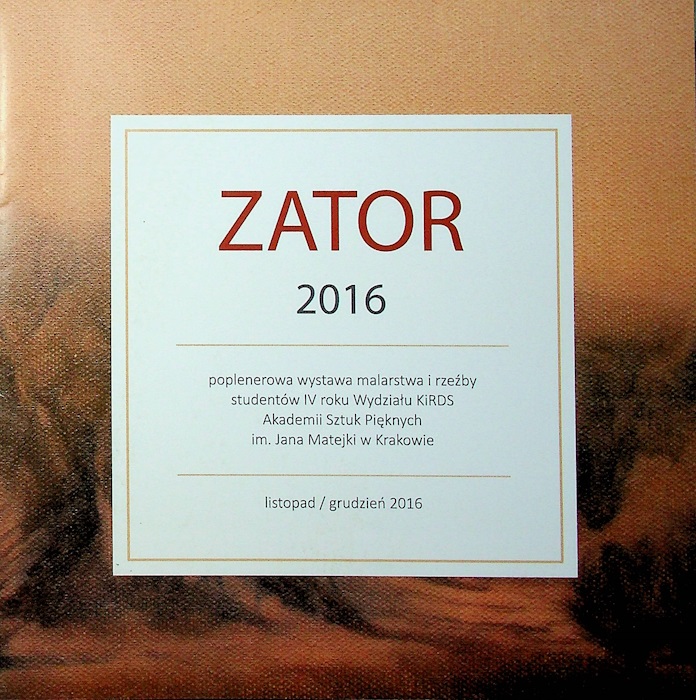 ZATOR
2016
poplenerowa wystawa malarstwa i rzeźby
studentów IV roku Wydziału KiRDS
Akademii Sztuk Pięknych
im. Jana Matejki w Krakowie
listopad / grudzień 2016